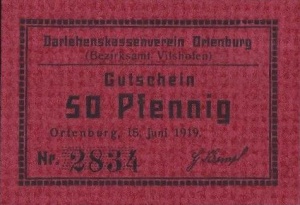 Darlehenskassenverein Ortenburg
(Bezirksamt Vilshofen)
Gutschein
50 Pfennig
Ortenburg, 15. Juni 1919.
Nr. 2834